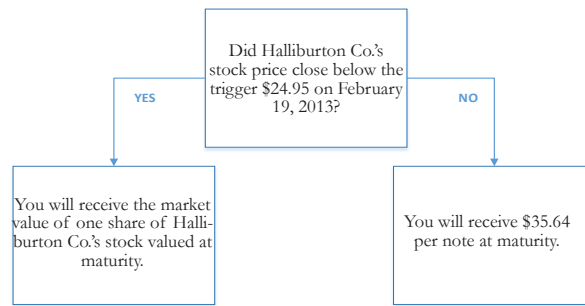 Did Halliburton Co.'s
stock price close below the
trigger $24.95 on February
19, 2013?
YES
NO
You will receive the market
value of one share of Halli-
burton Co.'s stock valued at
maturity.
You will receive $35.64
per note at maturity.